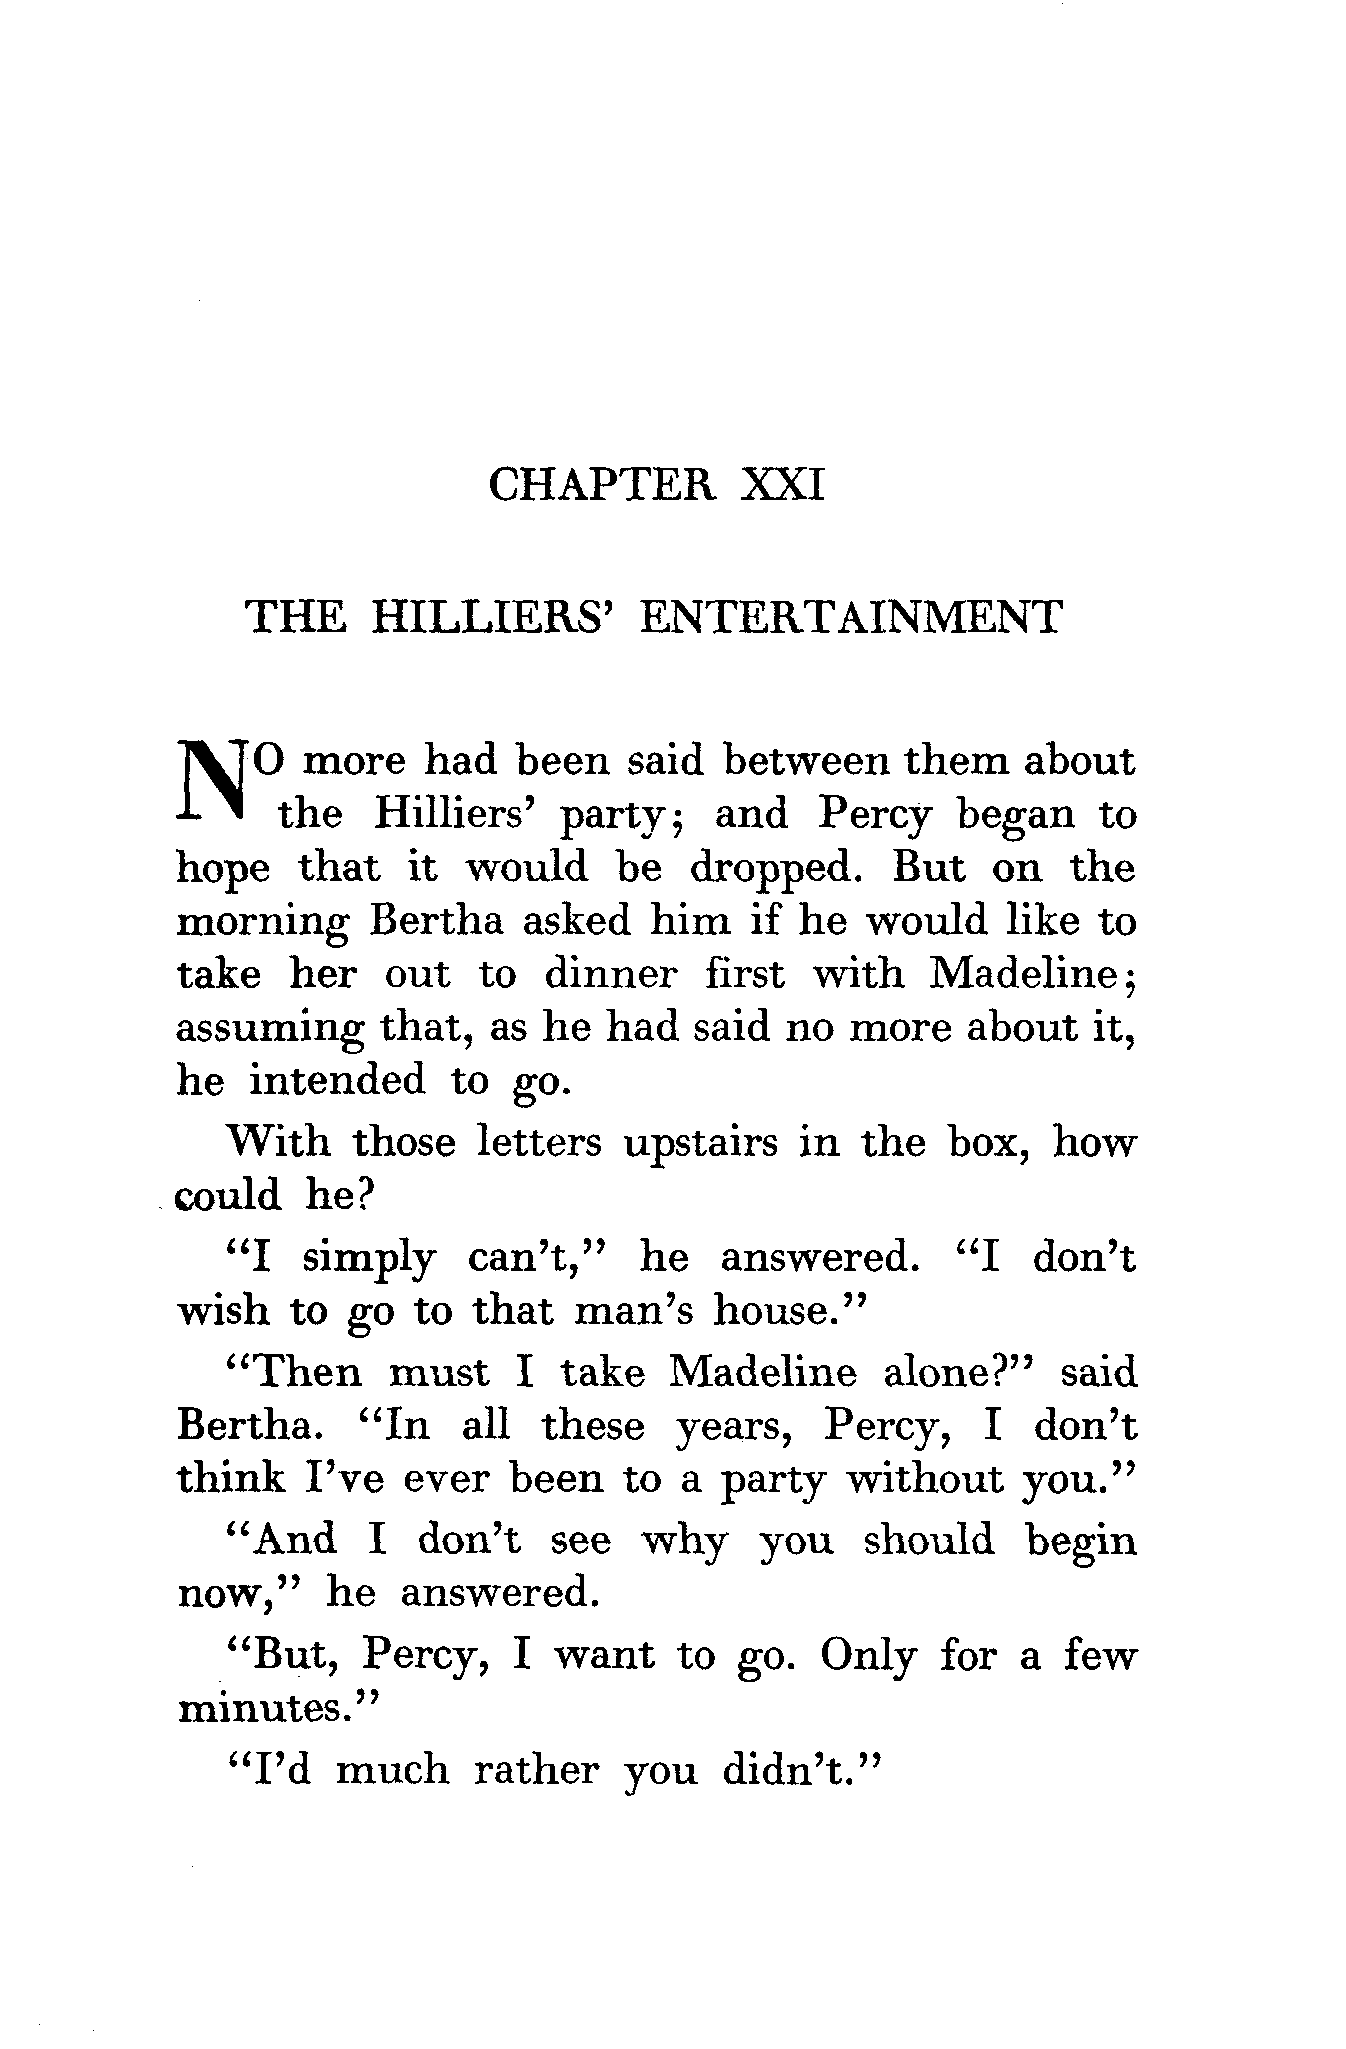 CHAPTER XXI
THE HILLIERS’ ENTERTAINMENT
NO more had been said between them about
the Hilliers’ party; and Percy began to
hope that it would be dropped. But on the
morning Bertha asked him if he would like to
take her out to dinner first with Madeline;
assuming that, as he had said no more about it,
he intended to go.
With those letters upstairs in the box, how
could he?
“I simply can’t,” he answered. “I don’t
wish to go to that man’s house.”
“Then must I take Madeline alone?” said
Bertha. “In all these years, Percy, I don’t
think I’ve ever been to a party without you.”
“And I don’t see why you should begin
now,” he answered.
“But, Percy, I want to go. Only for a few
minutes.”
“I’d much rather you didn’t.”